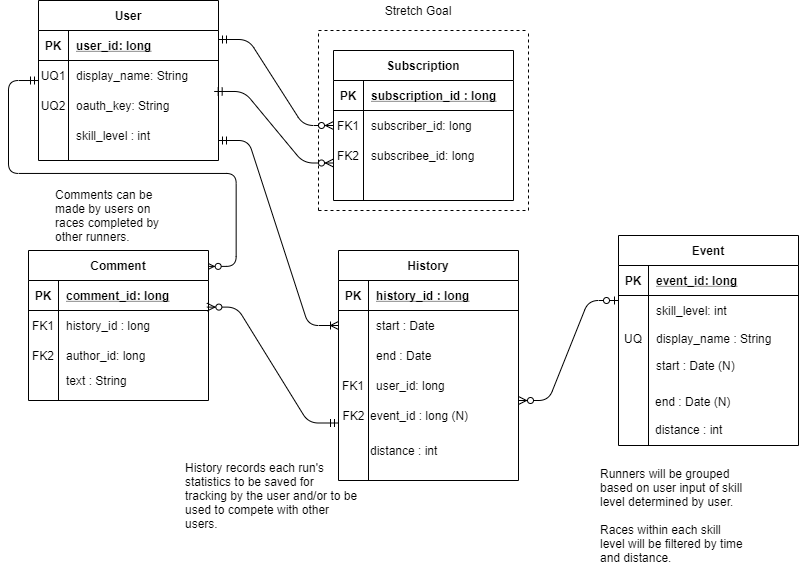 User
PK user_id: long
UQ1 display_name: String
UQ2 oauth_key: String
skill_level : int
Stretch Goal
Subscription
PK subscription_id : long
FK1 subscriber_id: long
FK2 subscribee_id: long
Comments can be
made by users on
races completed by
other runners.
Comment
PK comment_id: long
FK1 history_id : long
FK2 author_id: long
text : String
History
PK history_id : long
start : Date
end : Date
FK1 user_id: long
FK2 event_id : long (N)
distance : int
Event
PK event_id: long
skill_level: int
UQ display_name : String
start : Date (N)
end : Date (N)
distance : int
History records each run's
statistics to be saved for
tracking by the user and/or to be
used to compete with other
users.
Runners will be grouped
based on user input of skill
level determined by user.
Races within each skill
level will be filtered by time
and distance.